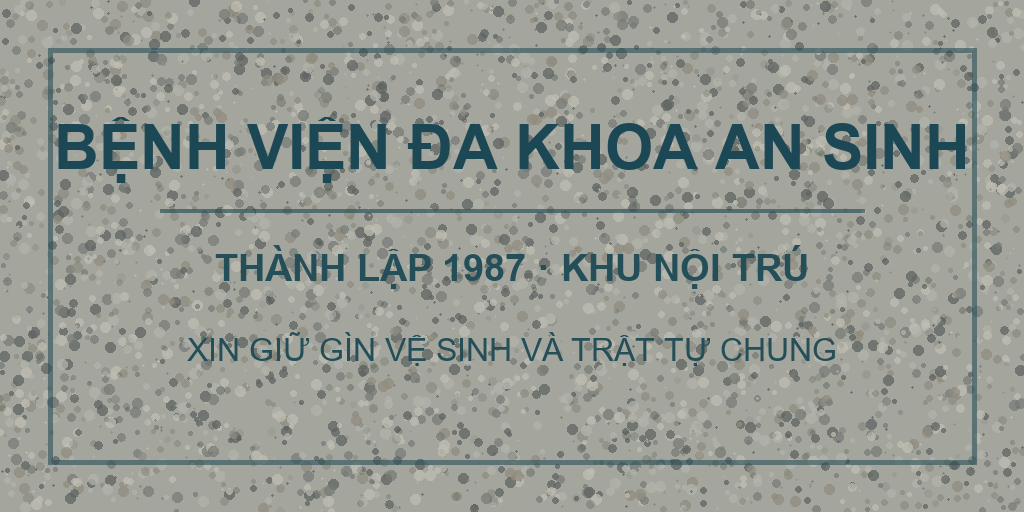 BỆNH VIỆN ĐA KHOA AN SINH
THÀNH LẬP 1987 · KHU NỘI TRÚ
XIN GIỮ GÌN VỆ SINH VÀ TRẬT TỰ CHUNG